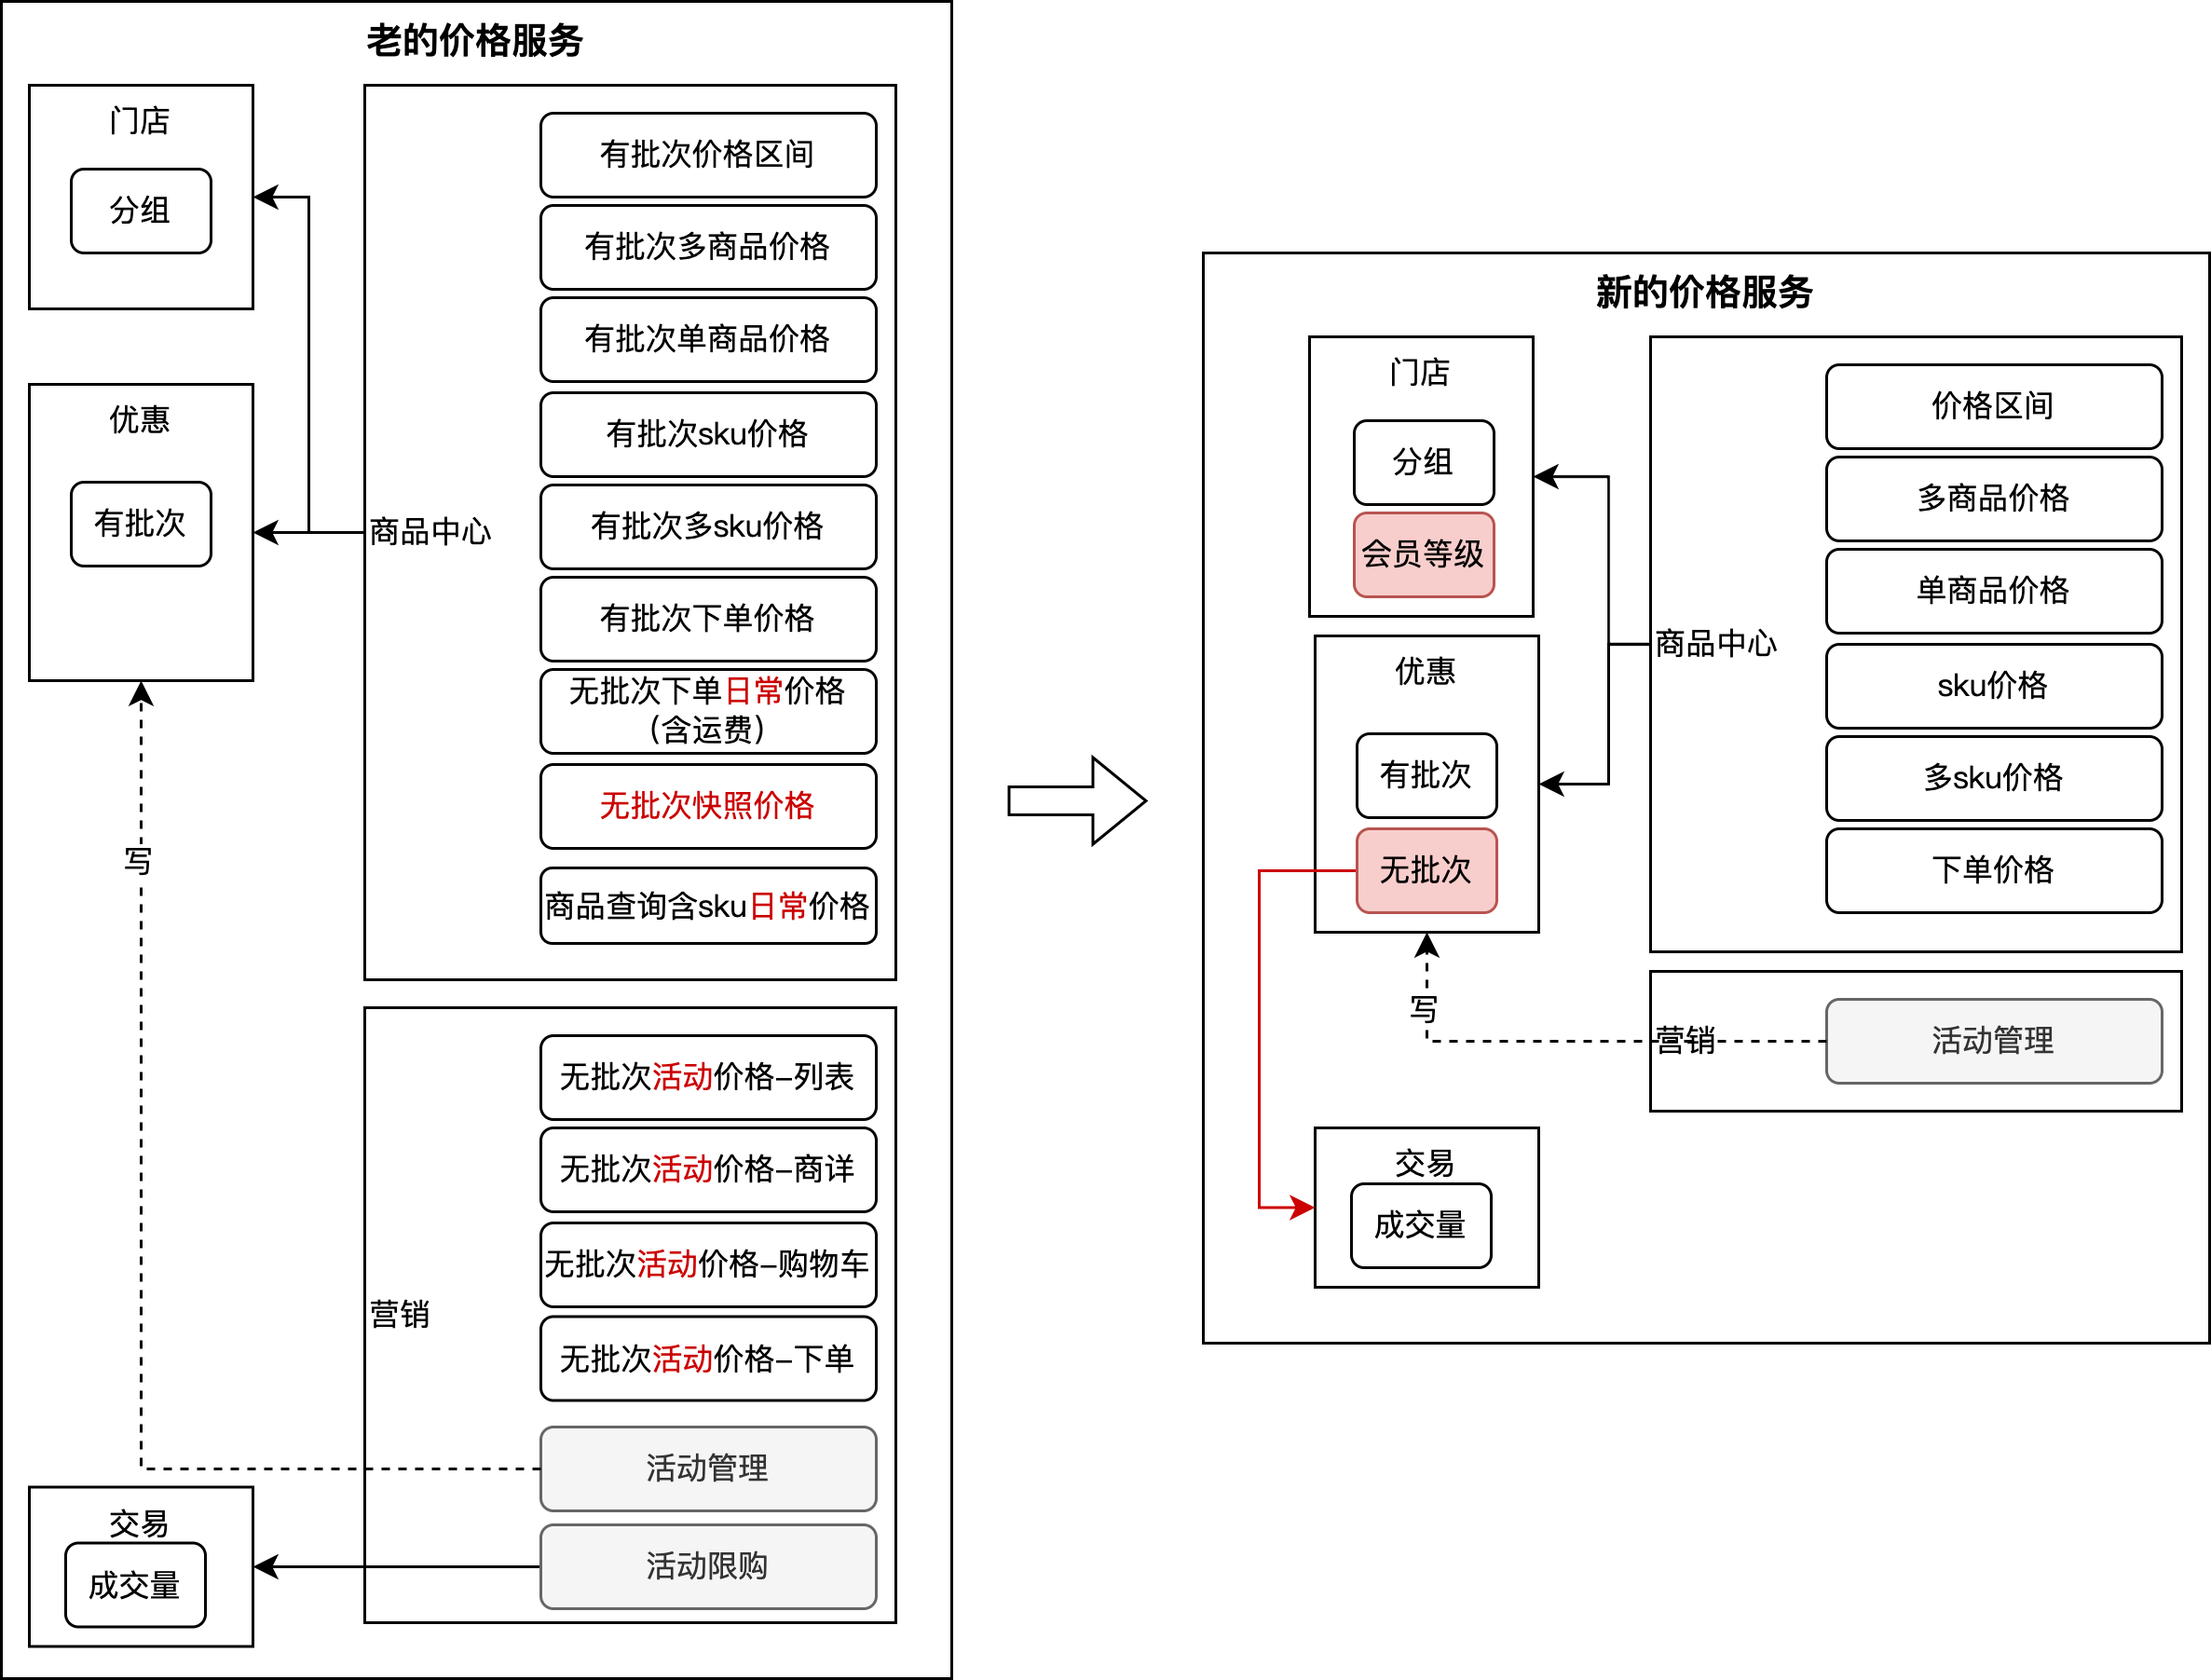 老的价格服务
门店
分组
优惠
有批次
写
交易
成交量
商品中心
有批次价格区间
有批次多商品价格
有批次单商品价格
有批次sku价格
有批次多sku价格
有批次下单价格
无批次下单日常价格
（含运费）
无批次快照价格
商品查询含sku日常价格
营销
无批次活动价格-列表
无批次活动价格-商详
无批次活动价格-购物车
无批次活动价格-下单
活动管理
活动限购
新的价格服务
门店
分组
会员等级
优惠
有批次
无批次
写
交易
成交量
商品中心
价格区间
多商品价格
单商品价格
sku价格
多sku价格
下单价格
营销
活动管理